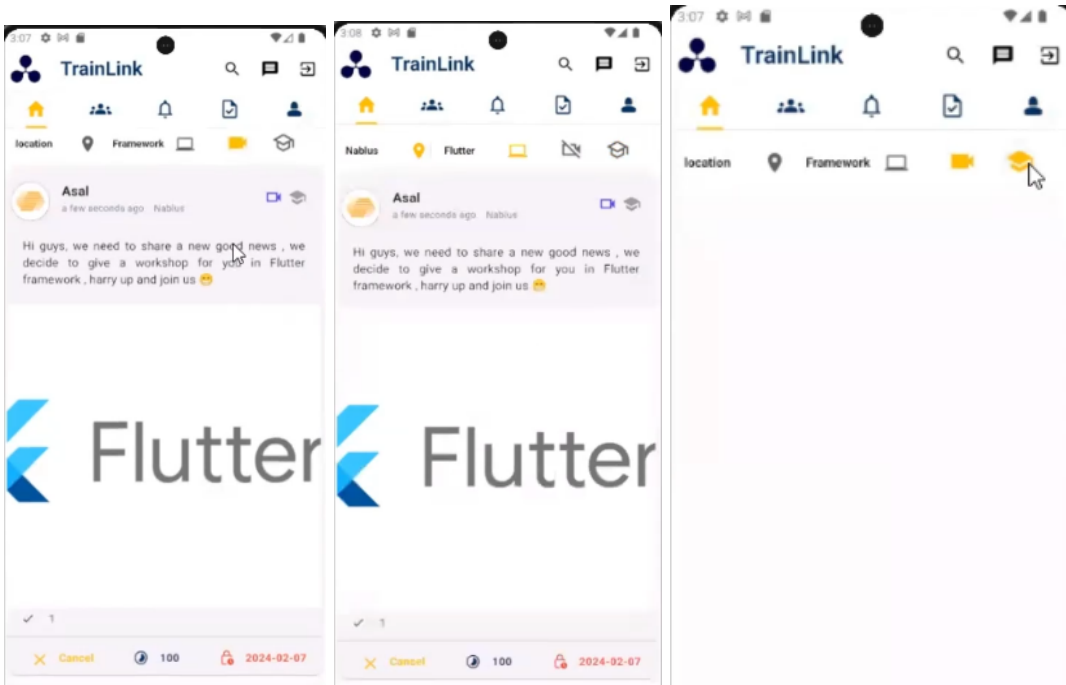 3:07
TrainLink
location Framework
Asal
a few seconds ago Nablus
Hi guys, we need to share a new good news , we
decide to give a workshop for you in Flutter
framework , harry up and join us 😁
Flutter
1
Cancel 100 2024-02-07
3:08
TrainLink
Nablus Flutter
Asal
a few seconds ago Nablus
Hi guys, we need to share a new good news , we
decide to give a workshop for you in Flutter
framework , harry up and join us 😁
Flutter
1
Cancel 100 2024-02-07
3:07
TrainLink
location Framework